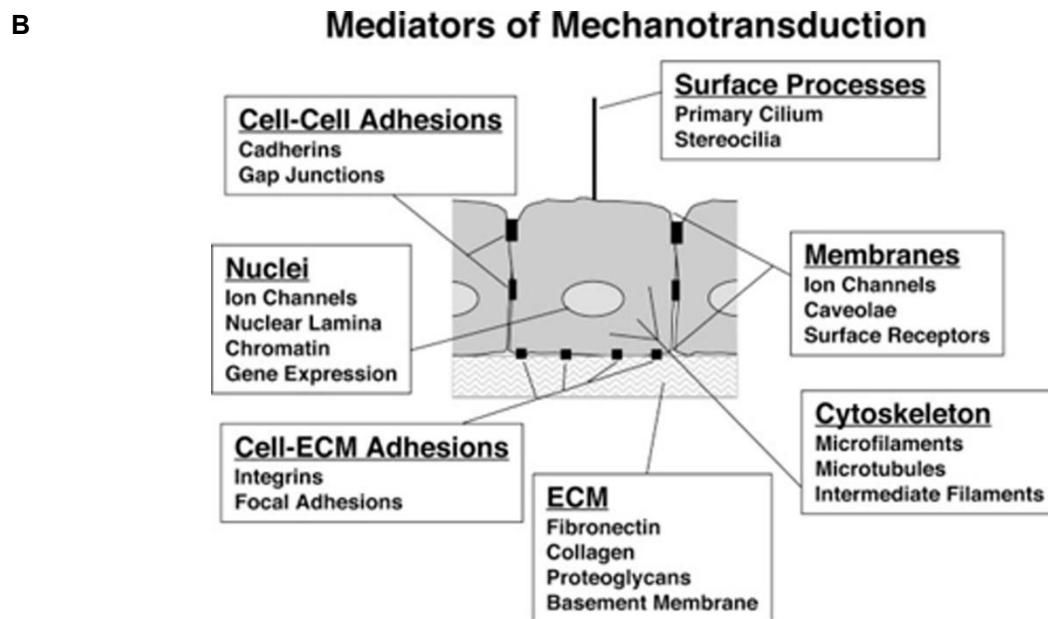 B
Mediators of Mechanotransduction
Surface Processes
Primary Cilium
Stereocilia
Cell-Cell Adhesions
Cadherins
Gap Junctions
Nuclei
Ion Channels
Nuclear Lamina
Chromatin
Gene Expression
Membranes
Ion Channels
Caveolae
Surface Receptors
Cell-ECM Adhesions
Integrins
Focal Adhesions
Cytoskeleton
Microfilaments
Microtubules
Intermediate Filaments
ECM
Fibronectin
Collagen
Proteoglycans
Basement Membrane